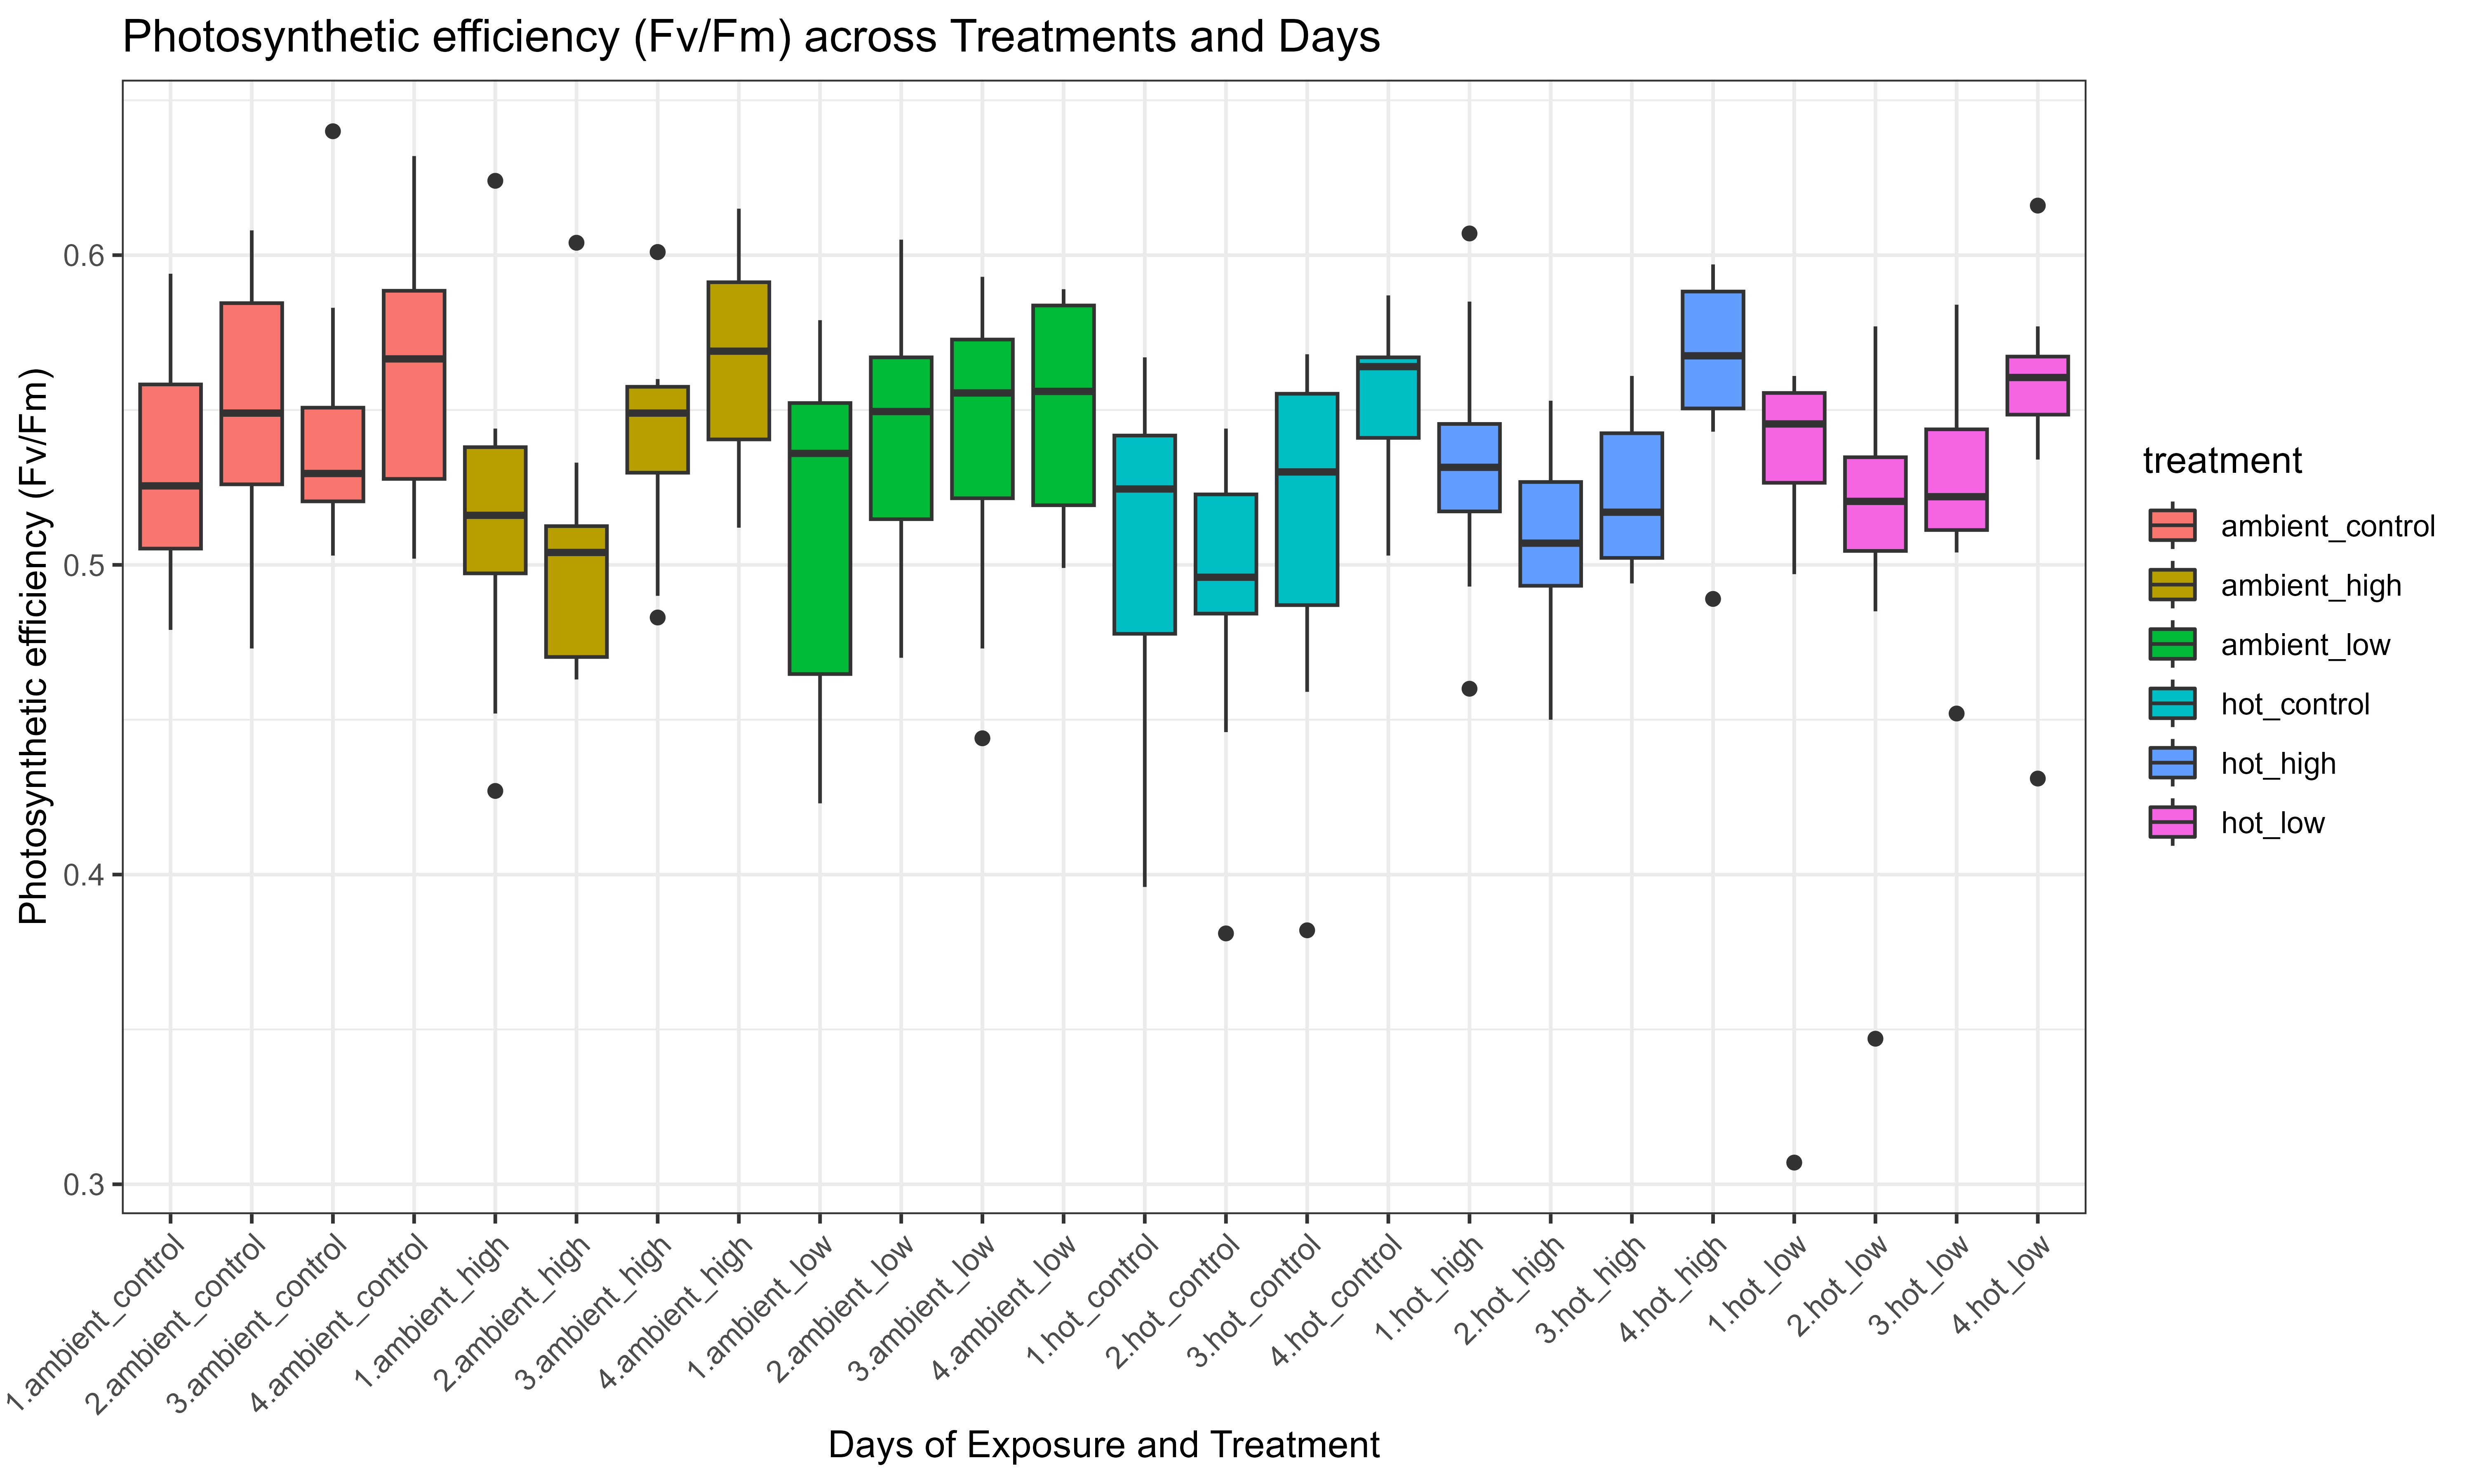 Photosynthetic efficiency (Fv/Fm) across Treatments and Days
Photosynthetic efficiency (Fv/Fm)
0.6
0.5
0.4
0.3
1.ambient_control
2.ambient_control
3.ambient_control
4.ambient_control
1.ambient_high
2.ambient_high
3.ambient_high
4.ambient_high
1.ambient_low
2.ambient_low
3.ambient_low
4.ambient_low
1.hot_control
2.hot_control
3.hot_control
4.hot_control
1.hot_high
2.hot_high
3.hot_high
4.hot_high
1.hot_low
2.hot_low
3.hot_low
4.hot_low
Days of Exposure and Treatment
treatment
ambient_control
ambient_high
ambient_low
hot_control
hot_high
hot_low